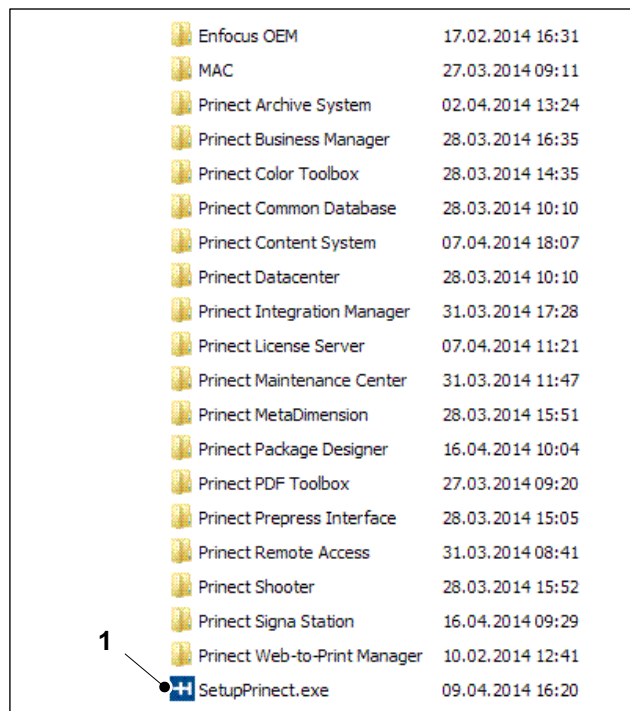 Enfocus OEM 17.02.2014 16:31
MAC 27.03.2014 09:11
Prinect Archive System 02.04.2014 13:24
Prinect Business Manager 28.03.2014 16:35
Prinect Color Toolbox 28.03.2014 14:35
Prinect Common Database 28.03.2014 10:10
Prinect Content System 07.04.2014 18:07
Prinect Datacenter 28.03.2014 10:10
Prinect Integration Manager 31.03.2014 17:28
Prinect License Server 07.04.2014 11:21
Prinect Maintenance Center 31.03.2014 11:47
Prinect MetaDimension 28.03.2014 15:51
Prinect Package Designer 16.04.2014 10:04
Prinect PDF Toolbox 27.03.2014 09:20
Prinect Prepress Interface 28.03.2014 15:05
Prinect Remote Access 31.03.2014 08:41
Prinect Shooter 28.03.2014 15:52
Prinect Signa Station 16.04.2014 09:29
1
Prinect Web-to-Print Manager 10.02.2014 12:41
SetupPrinect.exe 09.04.2014 16:20